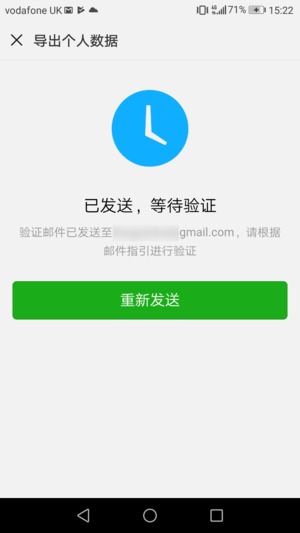 vodafone UK 71% 15:22
导出个人数据
已发送，等待验证
验证邮件已发送至 gmail.com，请根据
邮件指引进行验证
重新发送